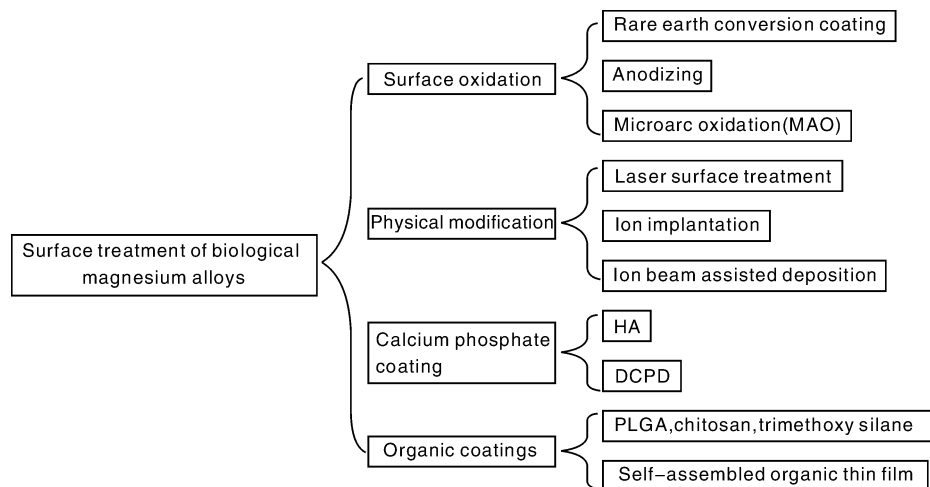 Surface treatment of biological
magnesium alloys
Surface oxidation
Rare earth conversion coating
Anodizing
Microarc oxidation(MAO)
Physical modification
Laser surface treatment
Ion implantation
Ion beam assisted deposition
Calcium phosphate
coating
HA
DCPD
Organic coatings
PLGA,chitosan,trimethoxy silane
Self–assembled organic thin film